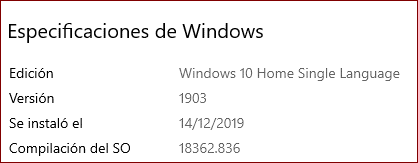 Especificaciones de Windows
Edición Windows 10 Home Single Language
Versión 1903
Se instaló el 14/12/2019
Compilación del SO 18362.836